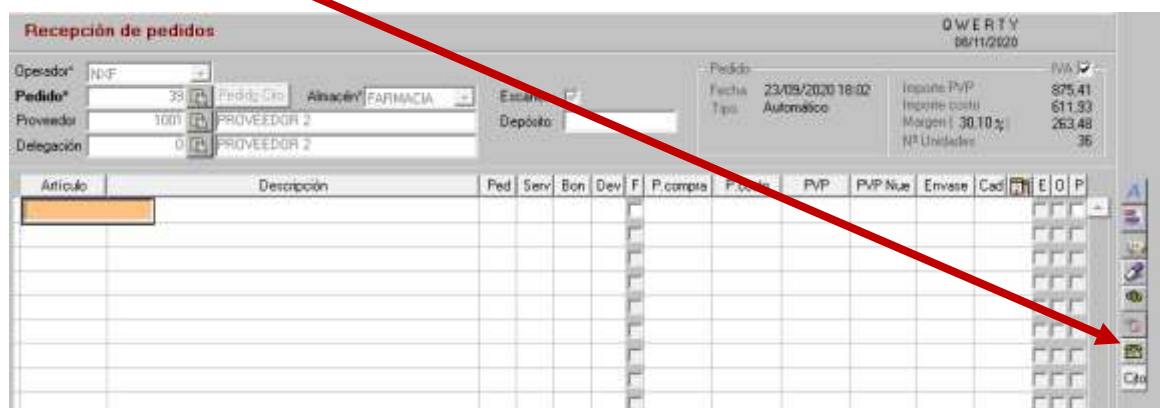 Recepción de pedidos
QWERTY
06/11/2020
Operador* NXF
Pedido* 39 Pedido Cito Almacén* FARMACIA
Proveedor 1001 PROVEEDOR 2
Delegación 0 PROVEEDOR 2
Depósito
Pedido
IVA
Fecha 23/09/2020 18:02
Tipo Automático
Importe PVP 875,41
Importe costo 611,93
Margen ( 30.10 % ) 263,48
Nº Unidades 36
Artículo Descripción Ped Serv Bon Dev F P.compra PVP PVP Nue Envase Cad E O P
Cito